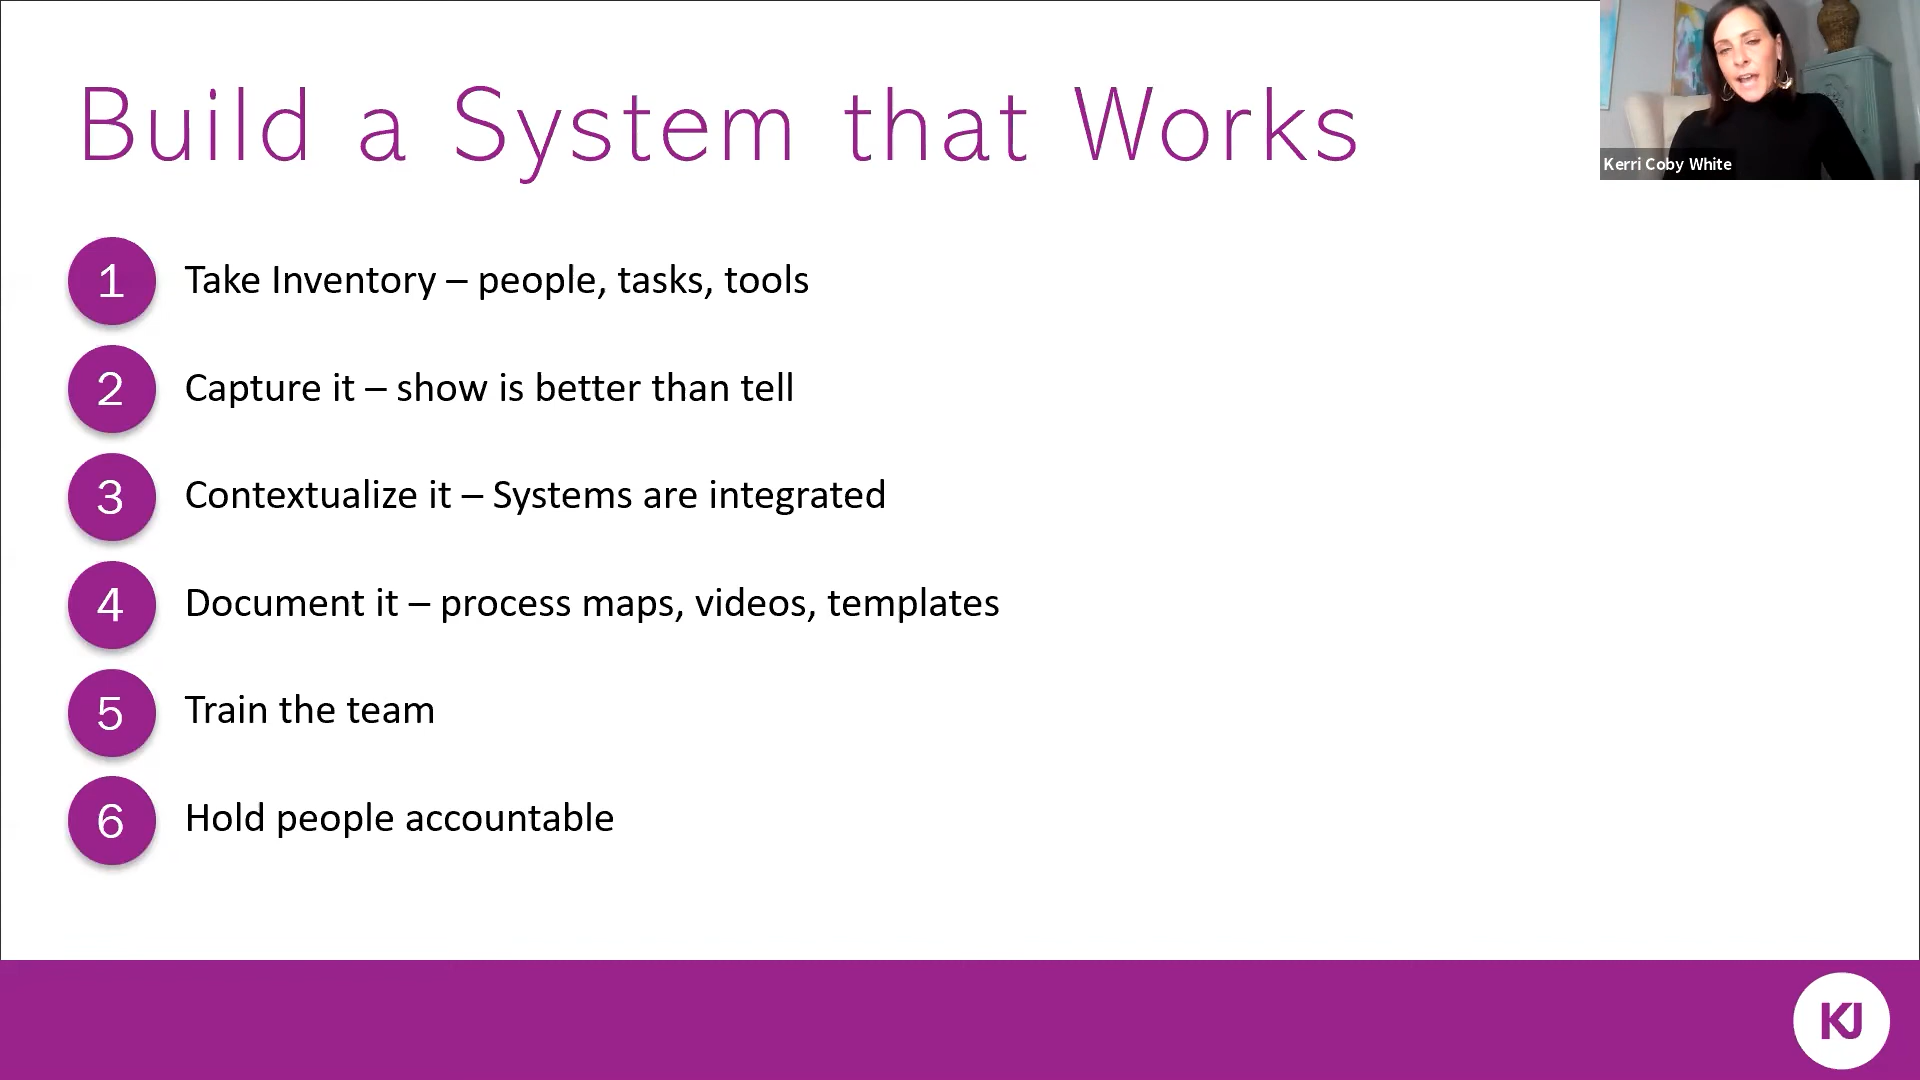 Build a System that Works
Kerri Coby White
1 Take Inventory – people, tasks, tools
2 Capture it – show is better than tell
3 Contextualize it – Systems are integrated
4 Document it – process maps, videos, templates
5 Train the team
6 Hold people accountable
KJ